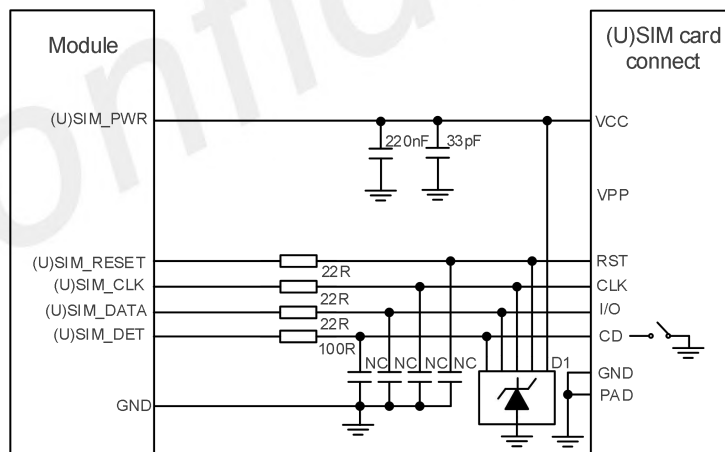 Module
(U)SIM card
connect
(U)SIM_PWR
VCC
220nF
33pF
VPP
(U)SIM_RESET
RST
22R
(U)SIM_CLK
CLK
22R
(U)SIM_DATA
I/O
22R
(U)SIM_DET
CD
100R
NC
NC
NC
NC
D1
GND
PAD
GND